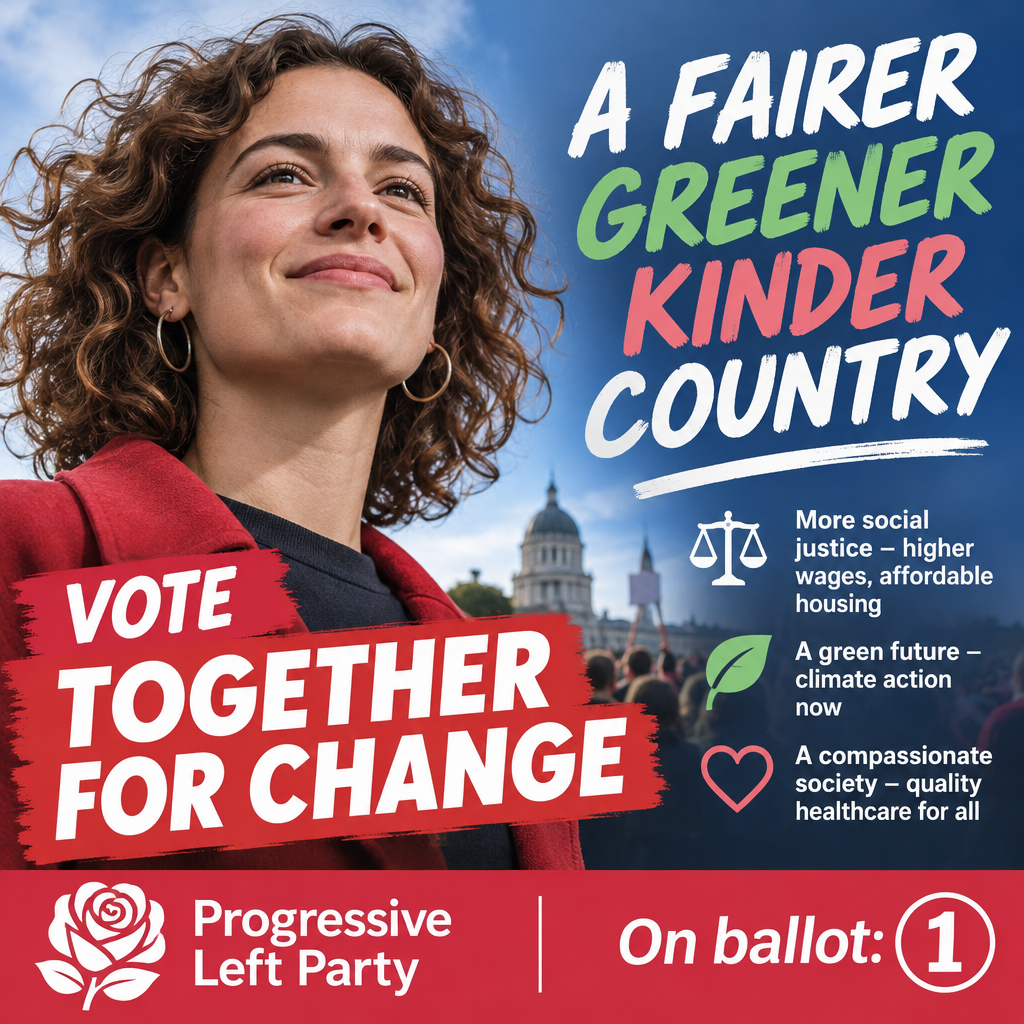 A FAIRER
GREENER
KINDER
COUNTRY
More social
justice – higher
wages, affordable
housing
A green future –
climate action
now
A compassionate
society – quality
healthcare for all
VOTE
TOGETHER
FOR CHANGE
Progressive
Left Party
On ballot: 1